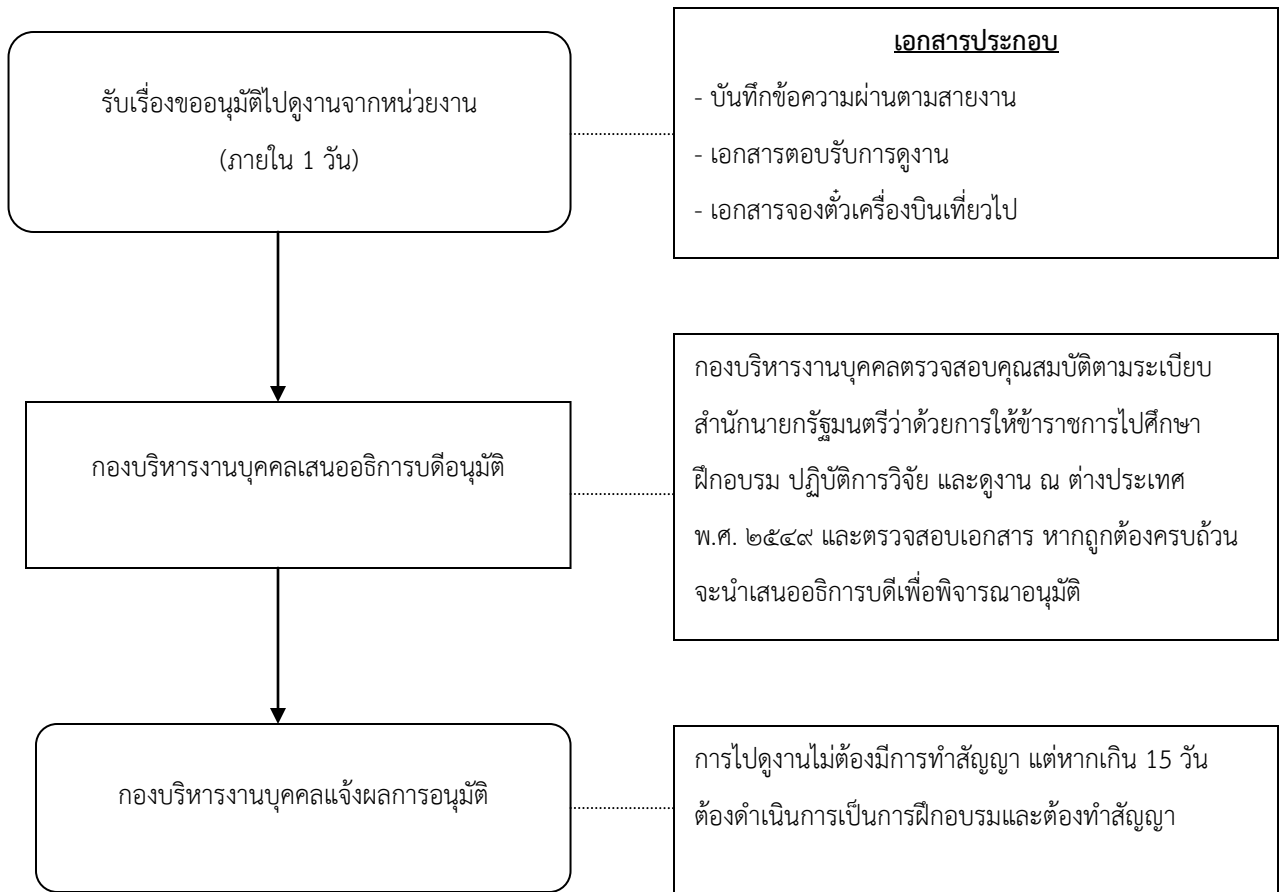 รับเรื่องขออนุมัติไปดูงานจากหน่วยงาน
(ภายใน 1 วัน)
เอกสารประกอบ
- บันทึกข้อความผ่านตามสายงาน
- เอกสารตอบรับการดูงาน
- เอกสารจองตั๋วเครื่องบินเที่ยวไป
กองบริหารงานบุคคลเสนออธิการบดีอนุมัติ
กองบริหารงานบุคคลตรวจสอบคุณสมบัติตามระเบียบ
สำนักนายกรัฐมนตรีว่าด้วยการให้ข้าราชการไปศึกษา
ฝึกอบรม ปฏิบัติการวิจัย และดูงาน ณ ต่างประเทศ
พ.ศ. ๒๕๔๙ และตรวจสอบเอกสาร หากถูกต้องครบถ้วน
จะนำเสนออธิการบดีเพื่อพิจารณาอนุมัติ
กองบริหารงานบุคคลแจ้งผลการอนุมัติ
การไปดูงานไม่ต้องมีการทำสัญญา แต่หากเกิน 15 วัน
ต้องดำเนินการเป็นการฝึกอบรมและต้องทำสัญญา